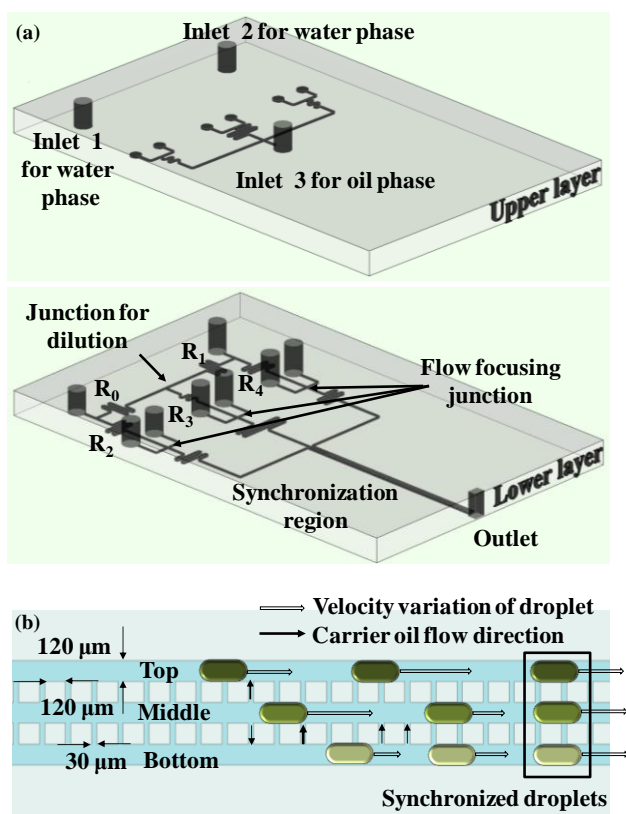 (a)
Inlet 2 for water phase
Inlet 1
for water
phase
Inlet 3 for oil phase
Upper layer
Junction for
dilution
R1
R0
R4
R3
R2
Flow focusing
junction
Synchronization
region
Lower layer
Outlet
(b)
Velocity variation of droplet
Carrier oil flow direction
120 μm
Top
120 μm
Middle
30 μm
Bottom
Synchronized droplets